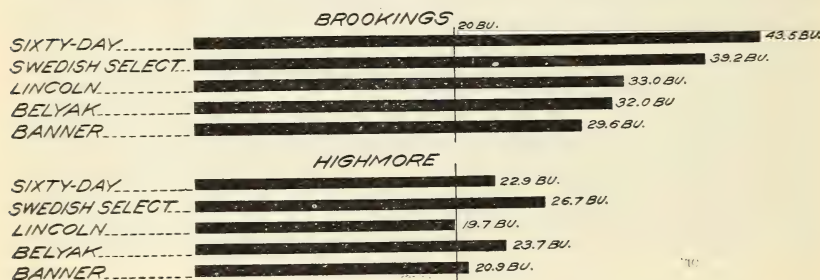 BROOKINGS 20 BU.
SIXTY-DAY 43.5 BU.
SWEDISH SELECT 39.2 BU.
LINCOLN 33.0 BU.
BELYAK 32.0 BU
BANNER 29.6 BU.
HIGHMORE
SIXTY-DAY 22.9 BU.
SWEDISH SELECT 26.7 BU.
LINCOLN 19.7 BU.
BELYAK 23.7 BU.
BANNER 20.9 BU.